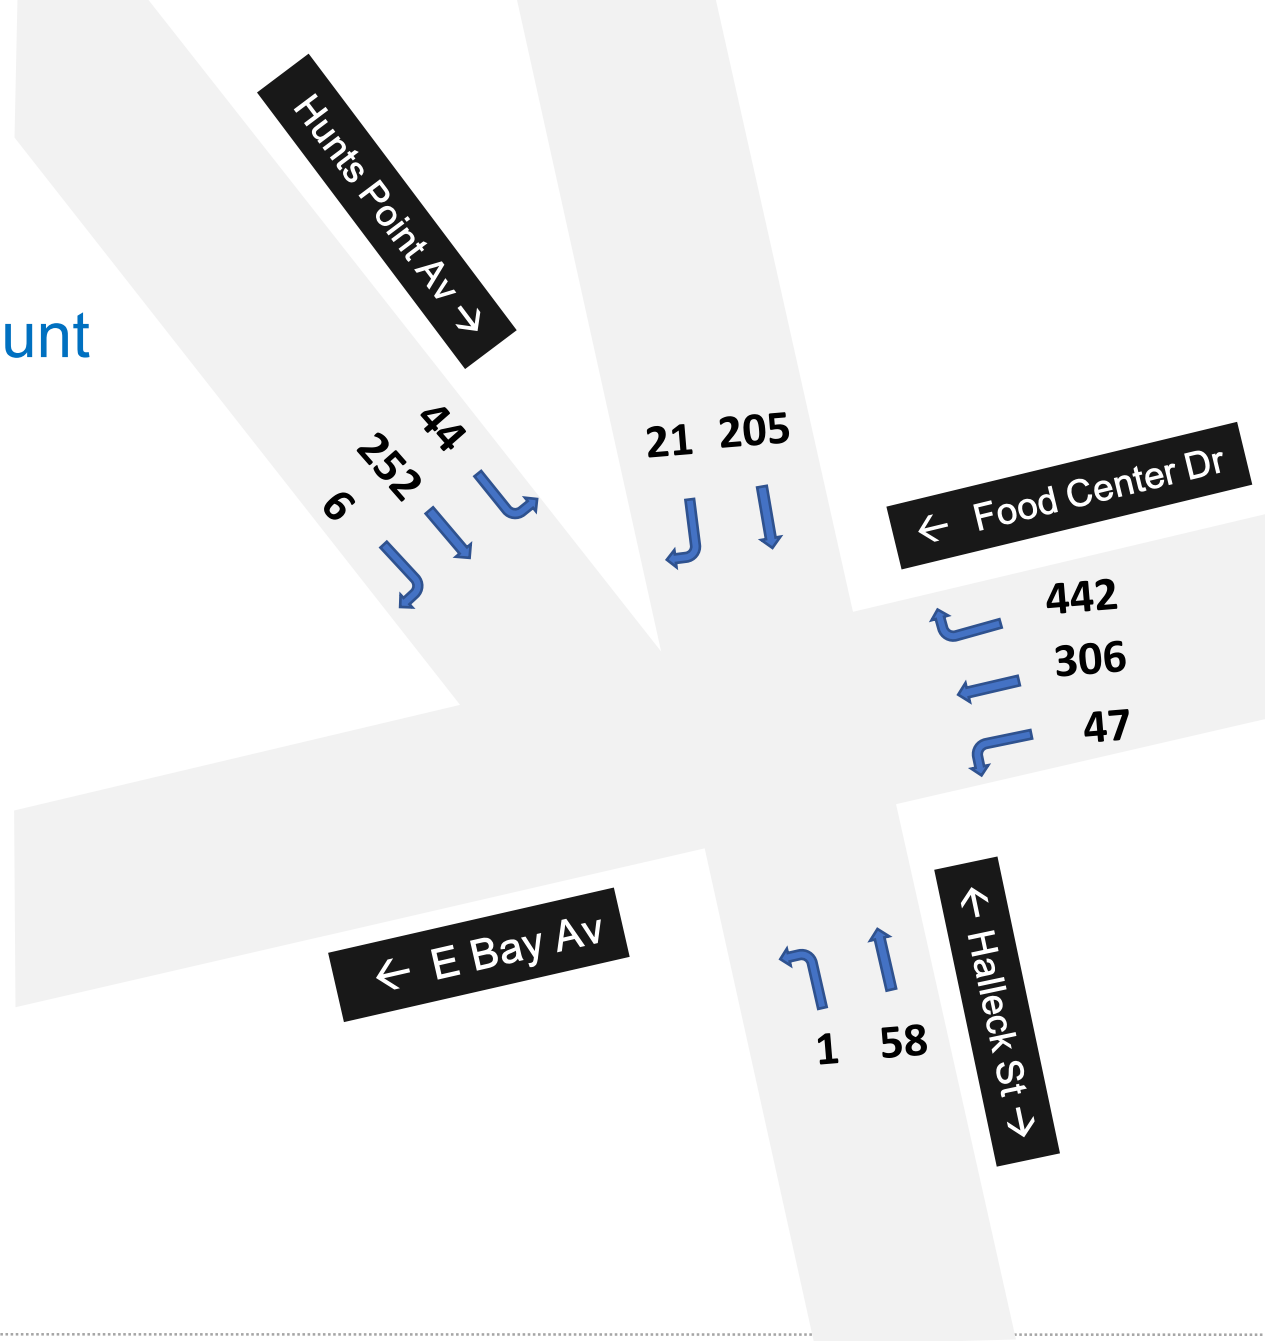 Hunts Point Av →
unt
44
252
6
21 205
← Food Center Dr
442
306
47
← E Bay Av
← Halleck St →
1 58